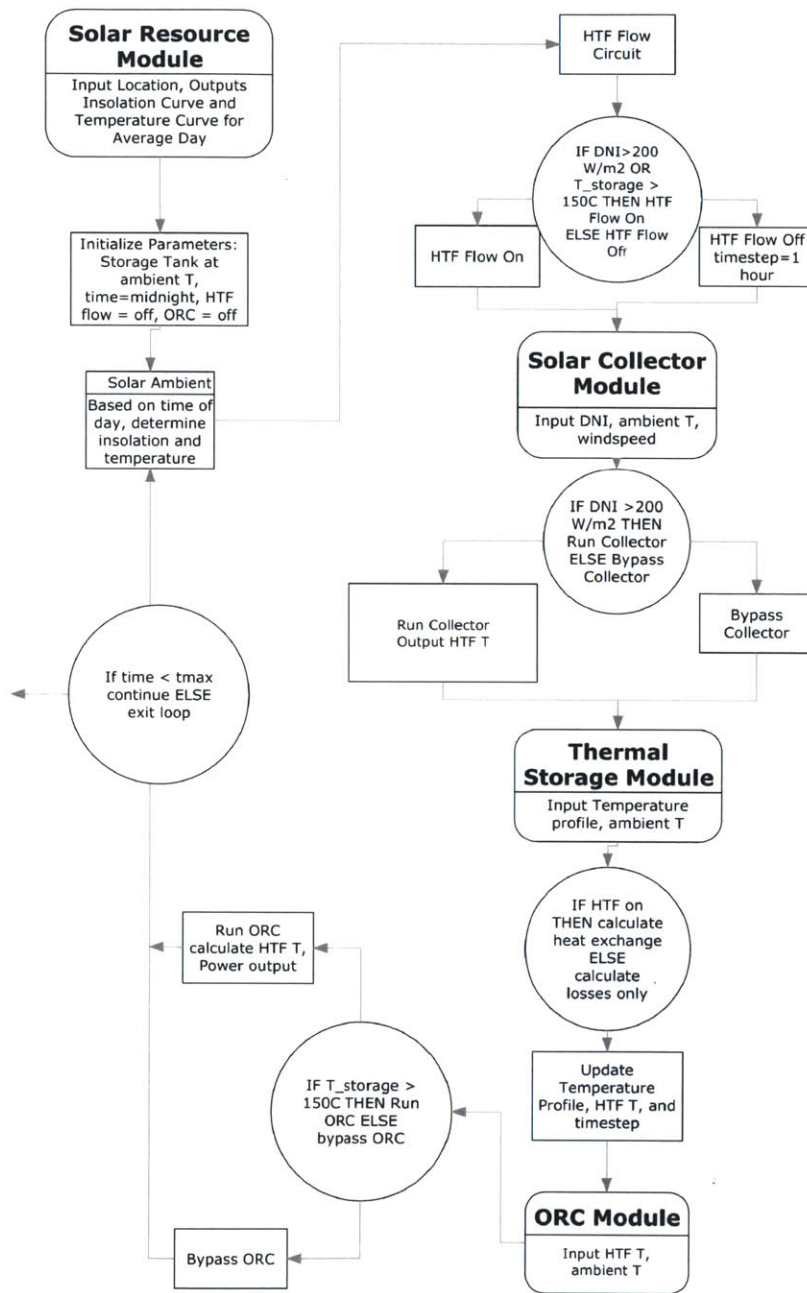 Solar Resource
Module
Input Location, Outputs
Insolation Curve and
Temperature Curve for
Average Day
Initialize Parameters:
Storage Tank at
ambient T,
time=midnight, HTF
flow = off, ORC = off
Solar Ambient
Based on time of
day, determine
insolation and
temperature
HTF Flow
Circuit
IF DNI>200
W/m2 OR
T_storage >
150C THEN HTF
Flow On
ELSE HTF Flow
Off
HTF Flow On
HTF Flow Off
timestep=1
hour
Solar Collector
Module
Input DNI, ambient T,
windspeed
IF DNI >200
W/m2 THEN
Run Collector
ELSE Bypass
Collector
Run Collector
Output HTF T
Bypass
Collector
Thermal
Storage Module
Input Temperature
profile, ambient T
IF HTF on
THEN calculate
heat exchange
ELSE
calculate
losses only
Update
Temperature
Profile, HTF T, and
timestep
ORC Module
Input HTF T,
ambient T
IF T_storage >
150C THEN Run
ORC ELSE
bypass ORC
Run ORC
calculate HTF T,
Power output
Bypass ORC
If time < tmax
continue ELSE
exit loop